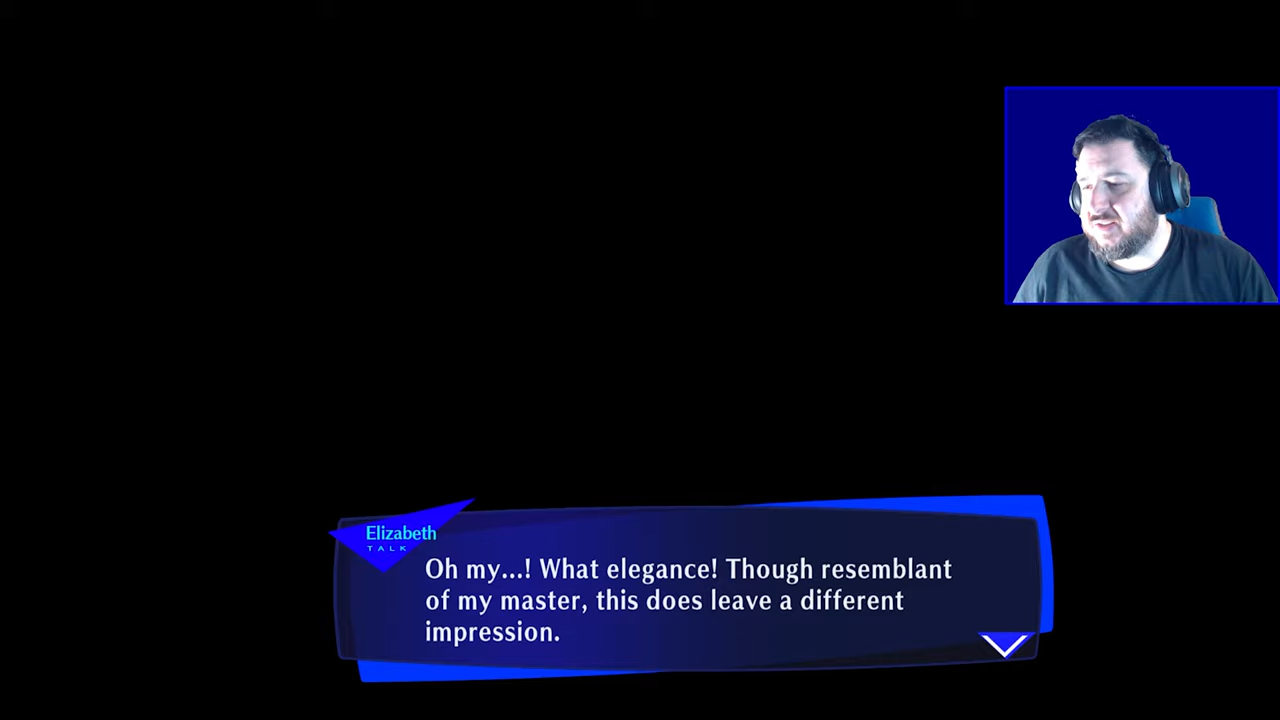 Elizabeth
TALK
Oh my...! What elegance! Though resemblant
of my master, this does leave a different
impression.